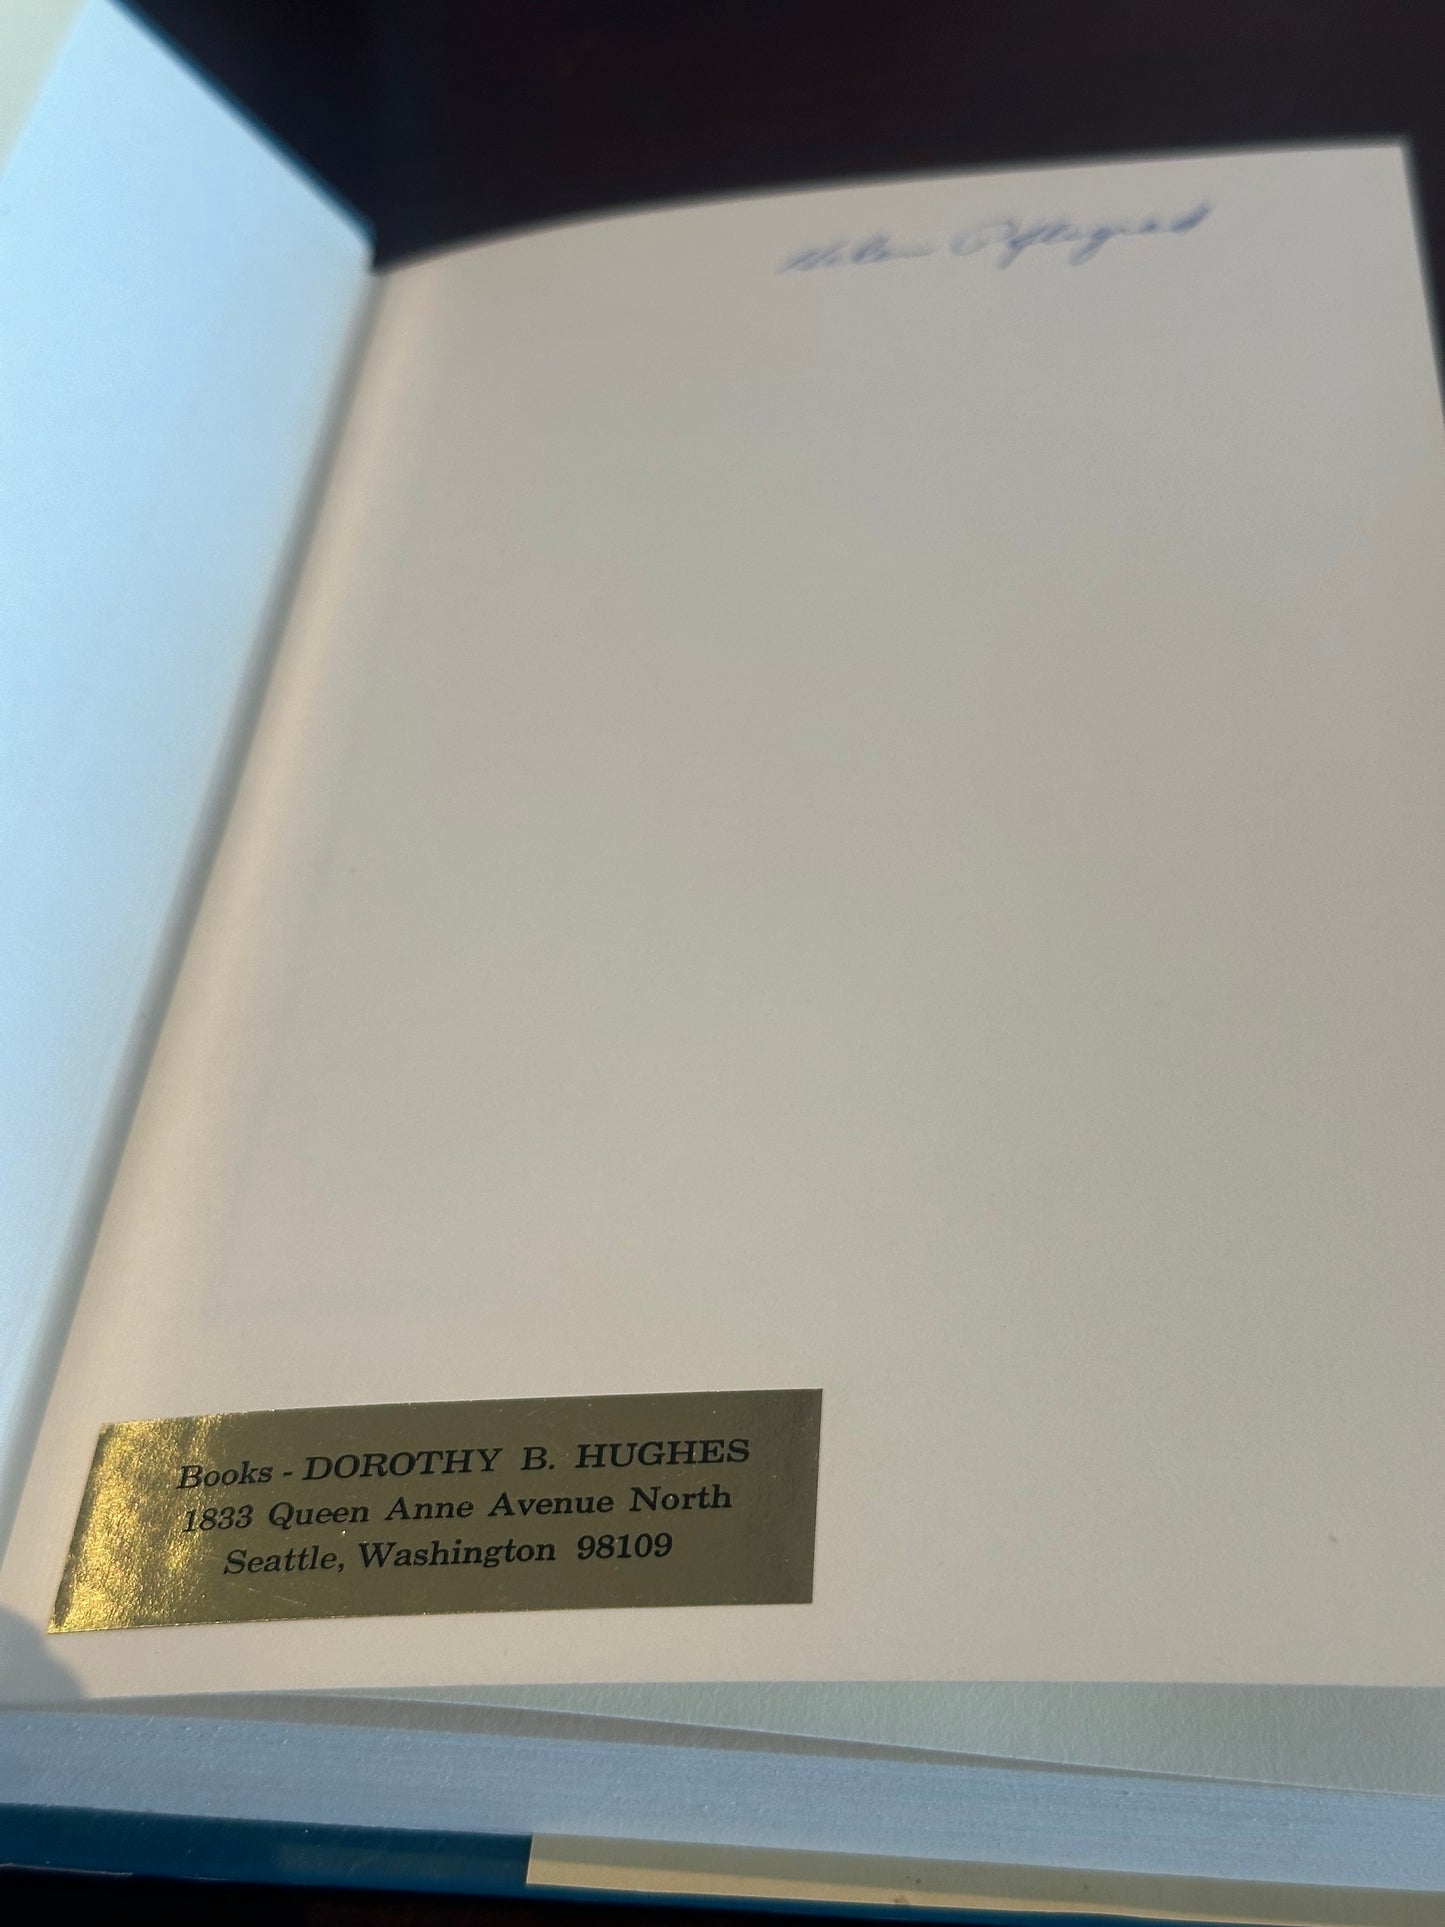 Books - DOROTHY B. HUGHES
1833 Queen Anne Avenue North
Seattle, Washington 98109